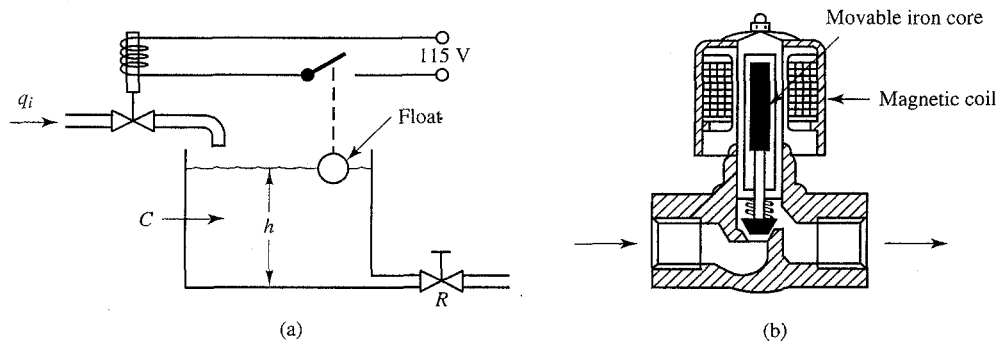 115 V
q_i
Float
C
h
R
(a)
Movable iron core
Magnetic coil
(b)